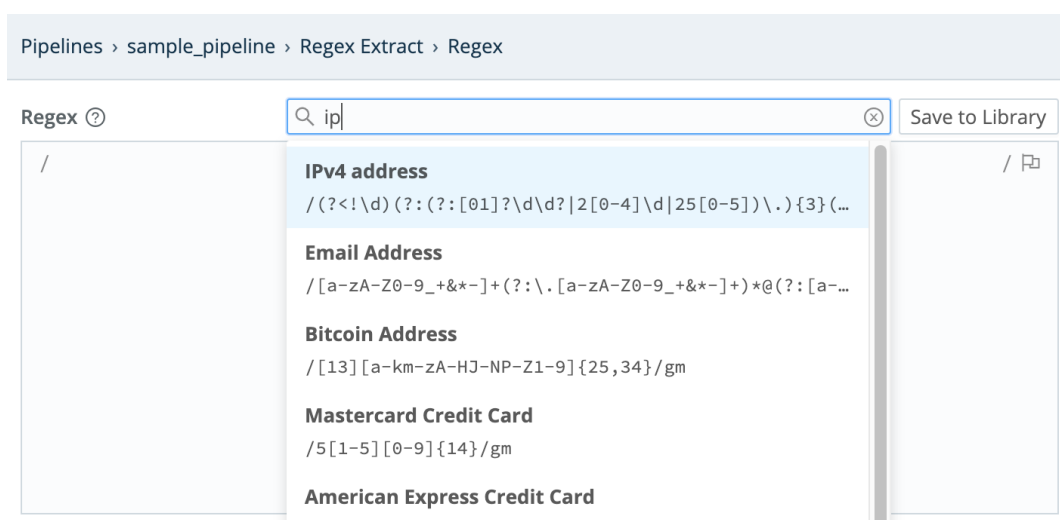 Pipelines › sample_pipeline › Regex Extract › Regex
Regex ? ip Save to Library
/ /
IPv4 address
/(?<!\d)(?:(?:[01]?\d\d?|2[0-4]\d|25[0-5])\.){3}(…
Email Address
/[a-zA-Z0-9_+&*-]+(?:\.[a-zA-Z0-9_+&*-]+)*@(?:[a-…
Bitcoin Address
/[13][a-km-zA-HJ-NP-Z1-9]{25,34}/gm
Mastercard Credit Card
/5[1-5][0-9]{14}/gm
American Express Credit Card